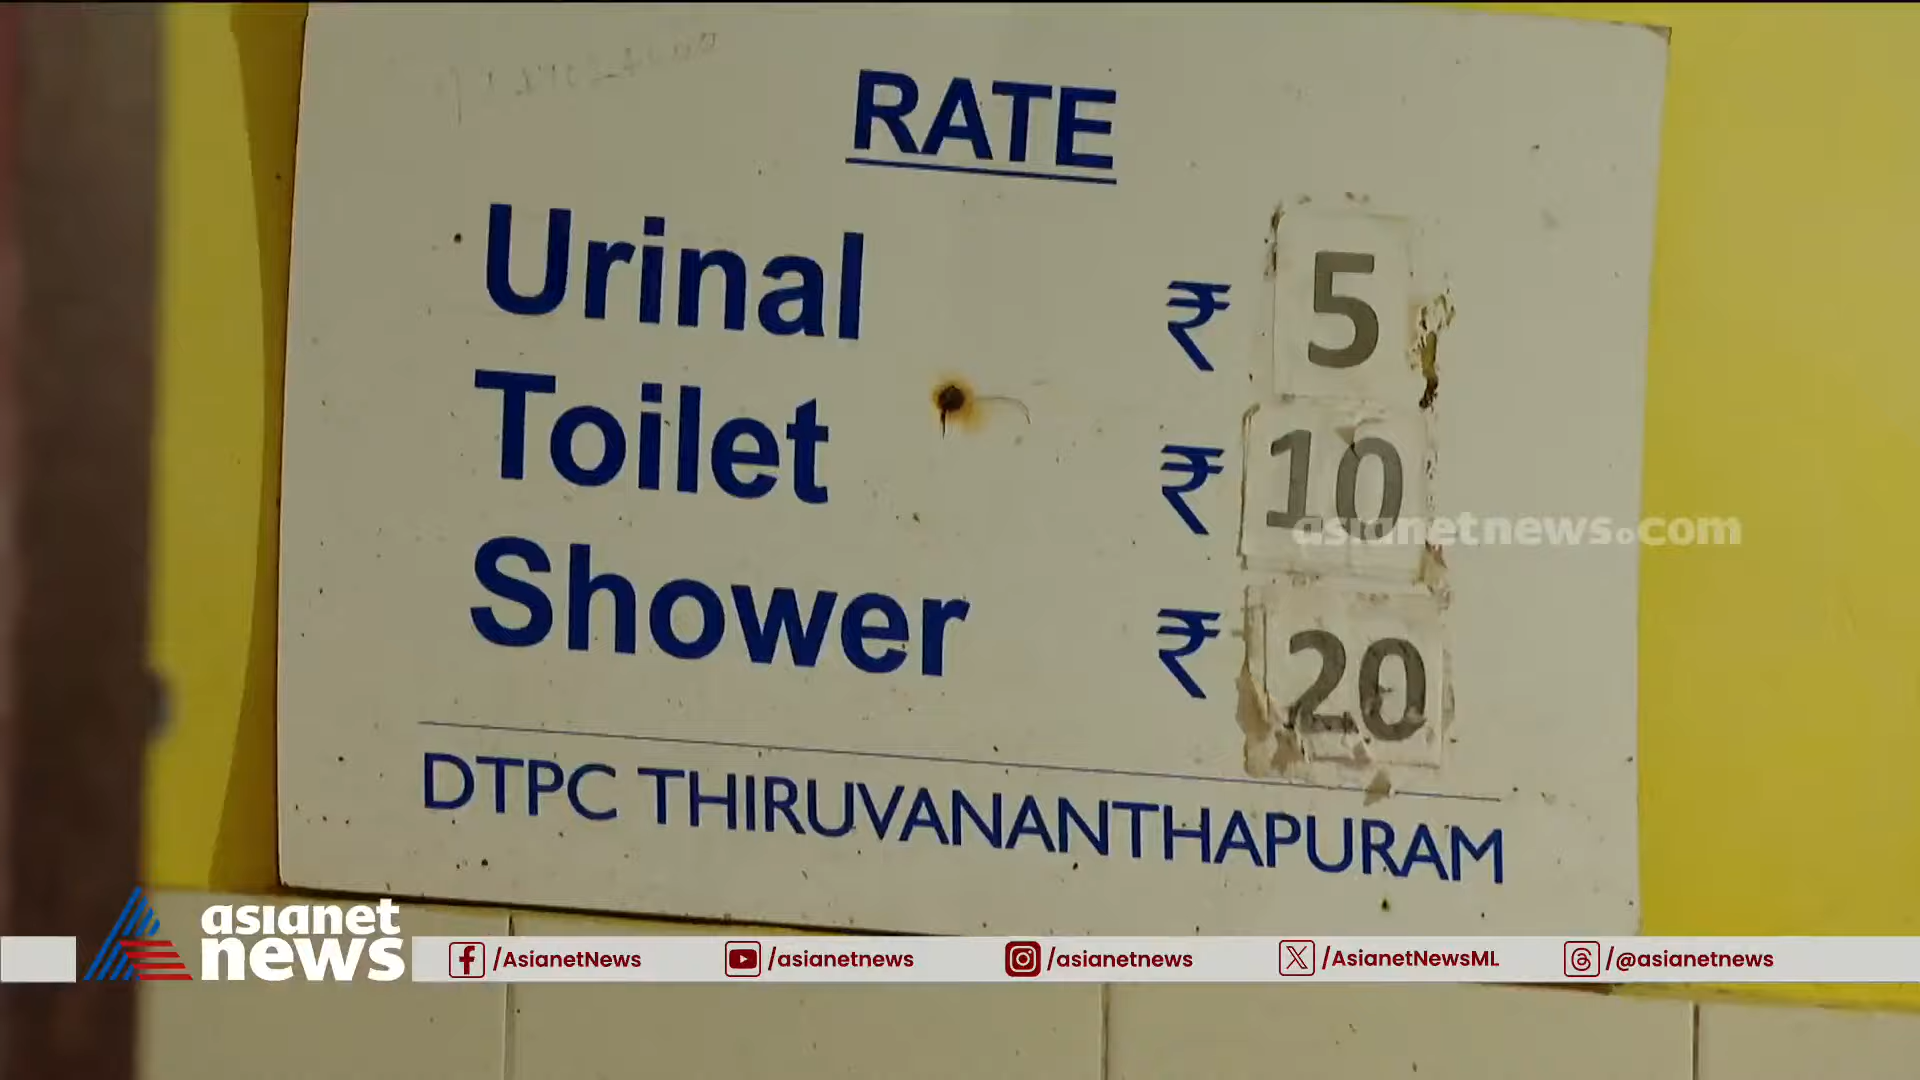 RATE
Urinal ₹ 5
Toilet ₹ 10
Shower ₹ 20
DTPC THIRUVANANTHAPURAM
asianetnews.com
asianet
news
/AsianetNews /asianetnews /asianetnews /AsianetNewsML /@asianetnews